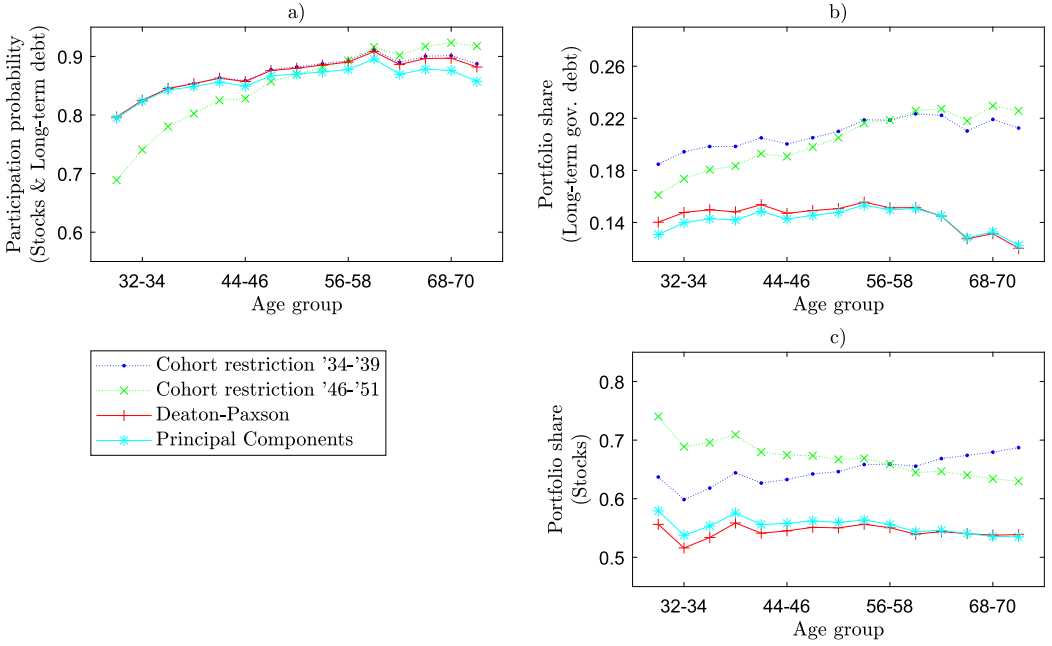 a)
Participation probability
(Stocks & Long-term debt)
0.9
0.8
0.7
0.6
32-34
44-46
56-58
68-70
Age group
b)
Portfolio share
(Long-term gov. debt)
0.26
0.22
0.18
0.14
32-34
44-46
56-58
68-70
Age group
Cohort restriction '34-'39
Cohort restriction '46-'51
Deaton-Paxson
Principal Components
c)
Portfolio share
(Stocks)
0.8
0.7
0.6
0.5
32-34
44-46
56-58
68-70
Age group